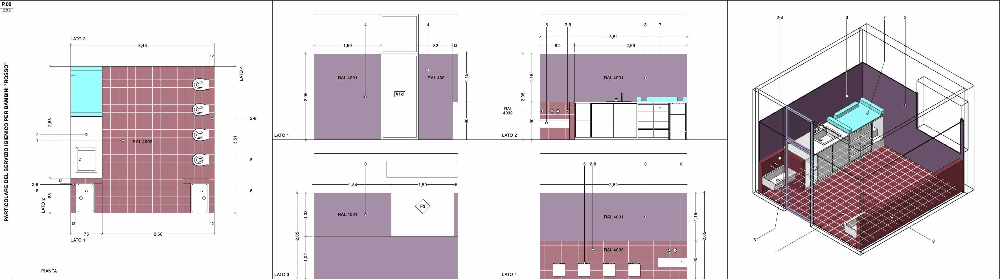 P.02
C.3.5
PARTICOLARE DEL SERVIZIO IGIENICO PER BAMBINI "ROSSO"
LATO 3
3,43
12
LATO 4
2,68
2-8
7
1
RAL 4002
3,51
5
12
2-8
6
6
83
LATO 2
12
12
75
2,68
LATO 1
PIANTA
4
4
1,59
82
12
RAL 4001
RAL 4001
1,15
2,05
V1d
90
LATO 1
6
2-8
3
7
3,51
82
2,69
1,15
RAL 4001
2,05
RAL
4002
90
LATO 2
3
1,84
1,50
9
RAL 4001
F3
1,03
2,05
1,02
LATO 3
5
2-8
3
6
3,51
RAL 4001
1,15
2,05
RAL 4002
90
LATO 4
2-8
3
7
3
6
1
8